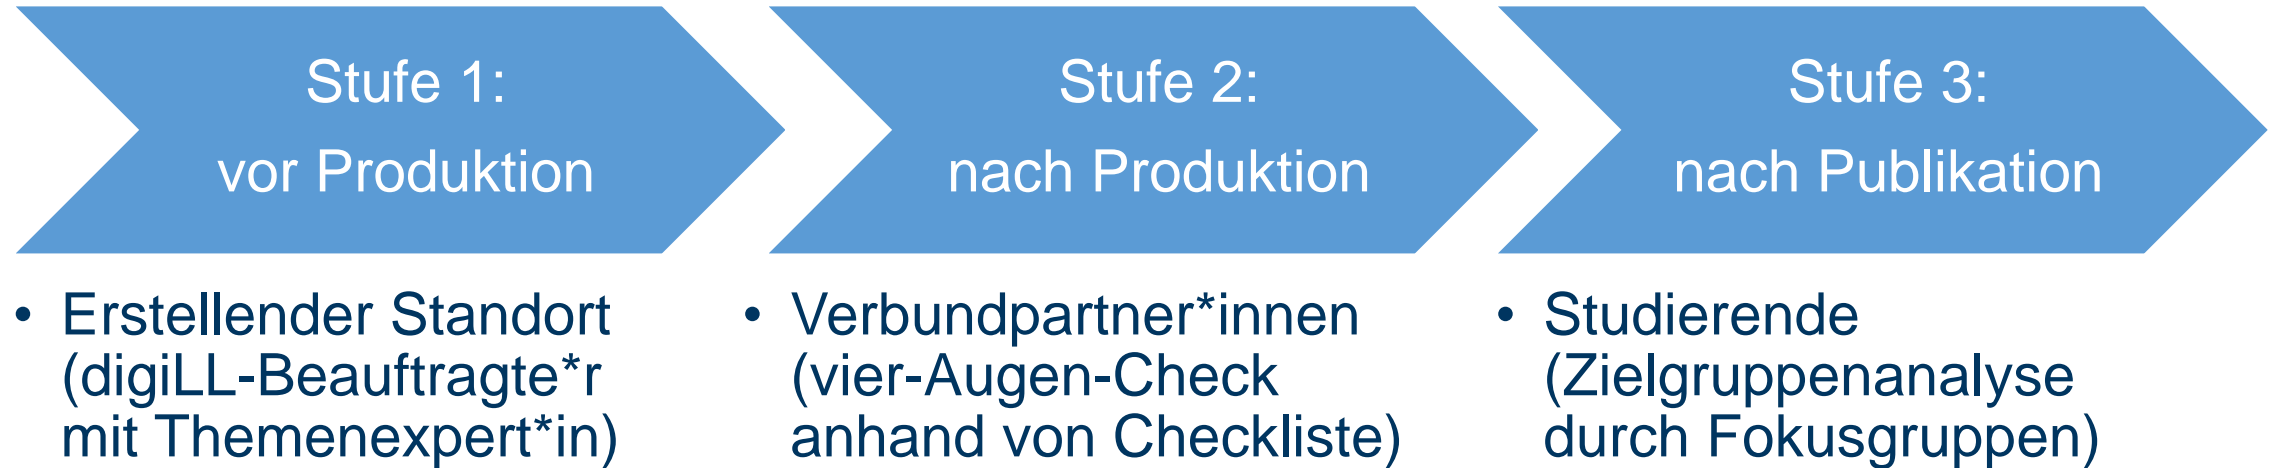 Stufe 1:
vor Produktion
Stufe 2:
nach Produktion
Stufe 3:
nach Publikation
• Erstellender Standort
(digiLL-Beauftragte*r
mit Themenexpert*in)
• Verbundpartner*innen
(vier-Augen-Check
anhand von Checkliste)
• Studierende
(Zielgruppenanalyse
durch Fokusgruppen)